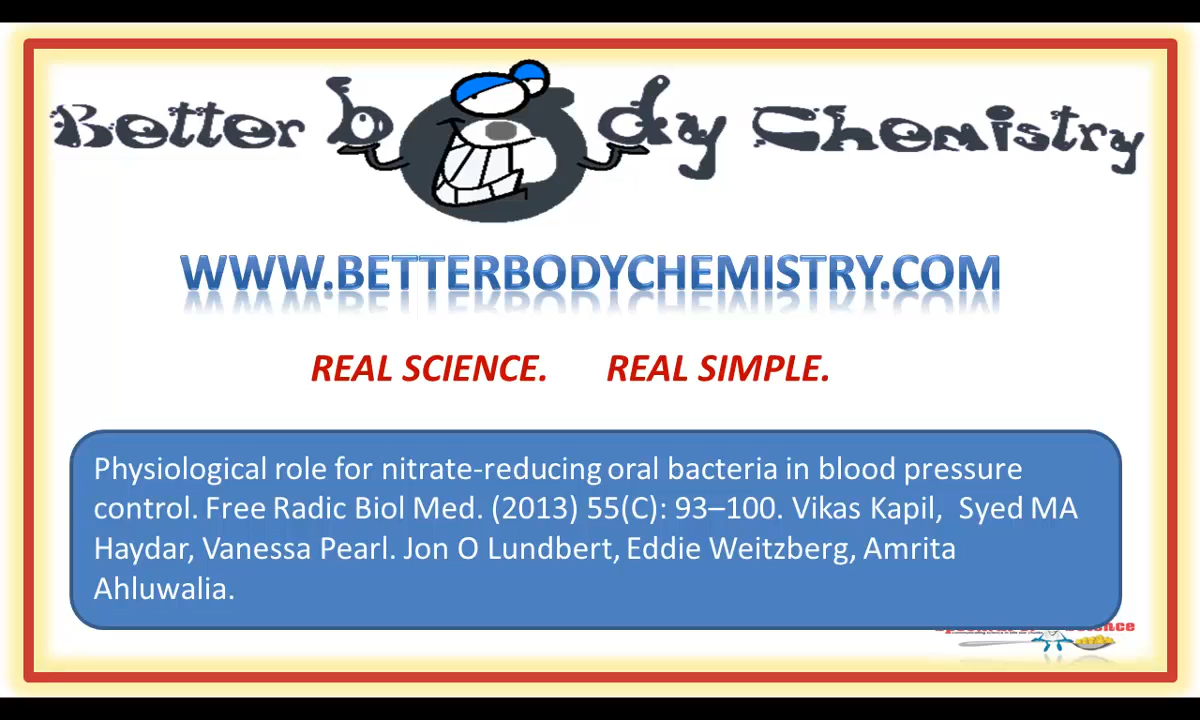 Better body Chemistry
WWW.BETTERBODYCHEMISTRY.COM
REAL SCIENCE. REAL SIMPLE.
Physiological role for nitrate-reducing oral bacteria in blood pressure
control. Free Radic Biol Med. (2013) 55(C): 93–100. Vikas Kapil, Syed MA
Haydar, Vanessa Pearl. Jon O Lundbert, Eddie Weitzberg, Amrita
Ahluwalia.